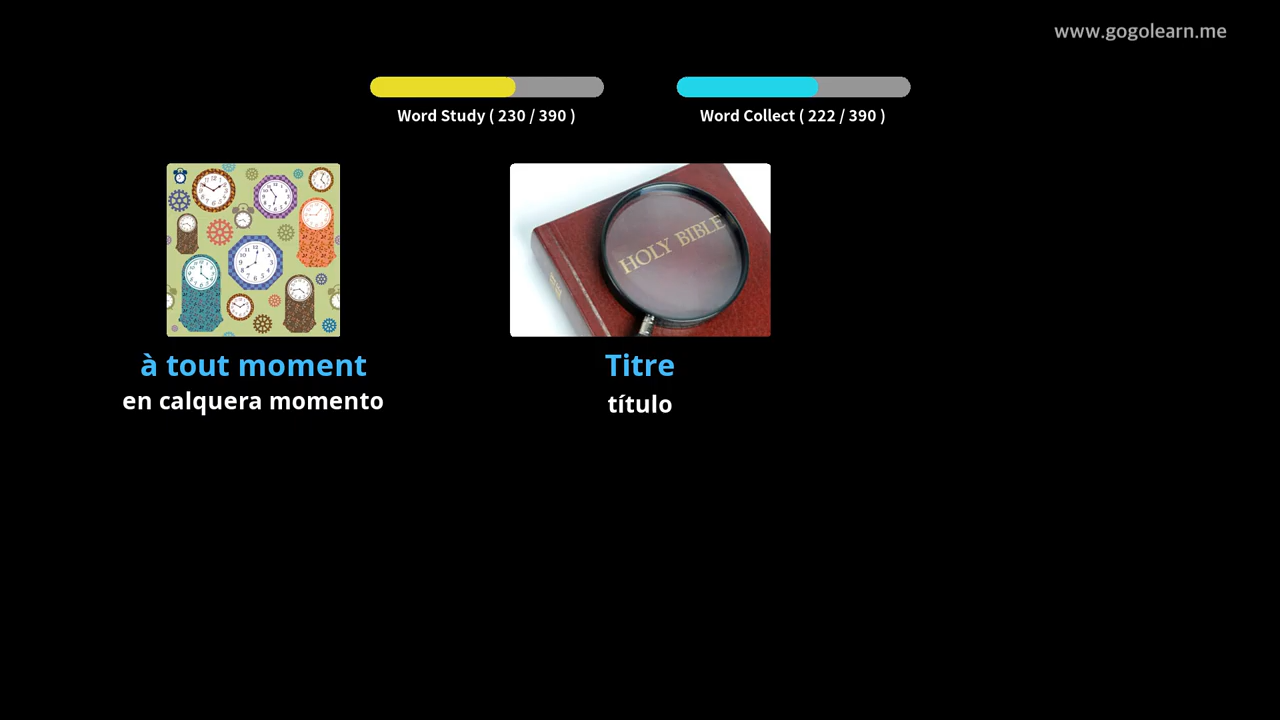 www.gogolearn.me
Word Study ( 230 / 390 )
Word Collect ( 222 / 390 )
HOLY BIBLE
à tout moment
Titre
en calquera momento
título